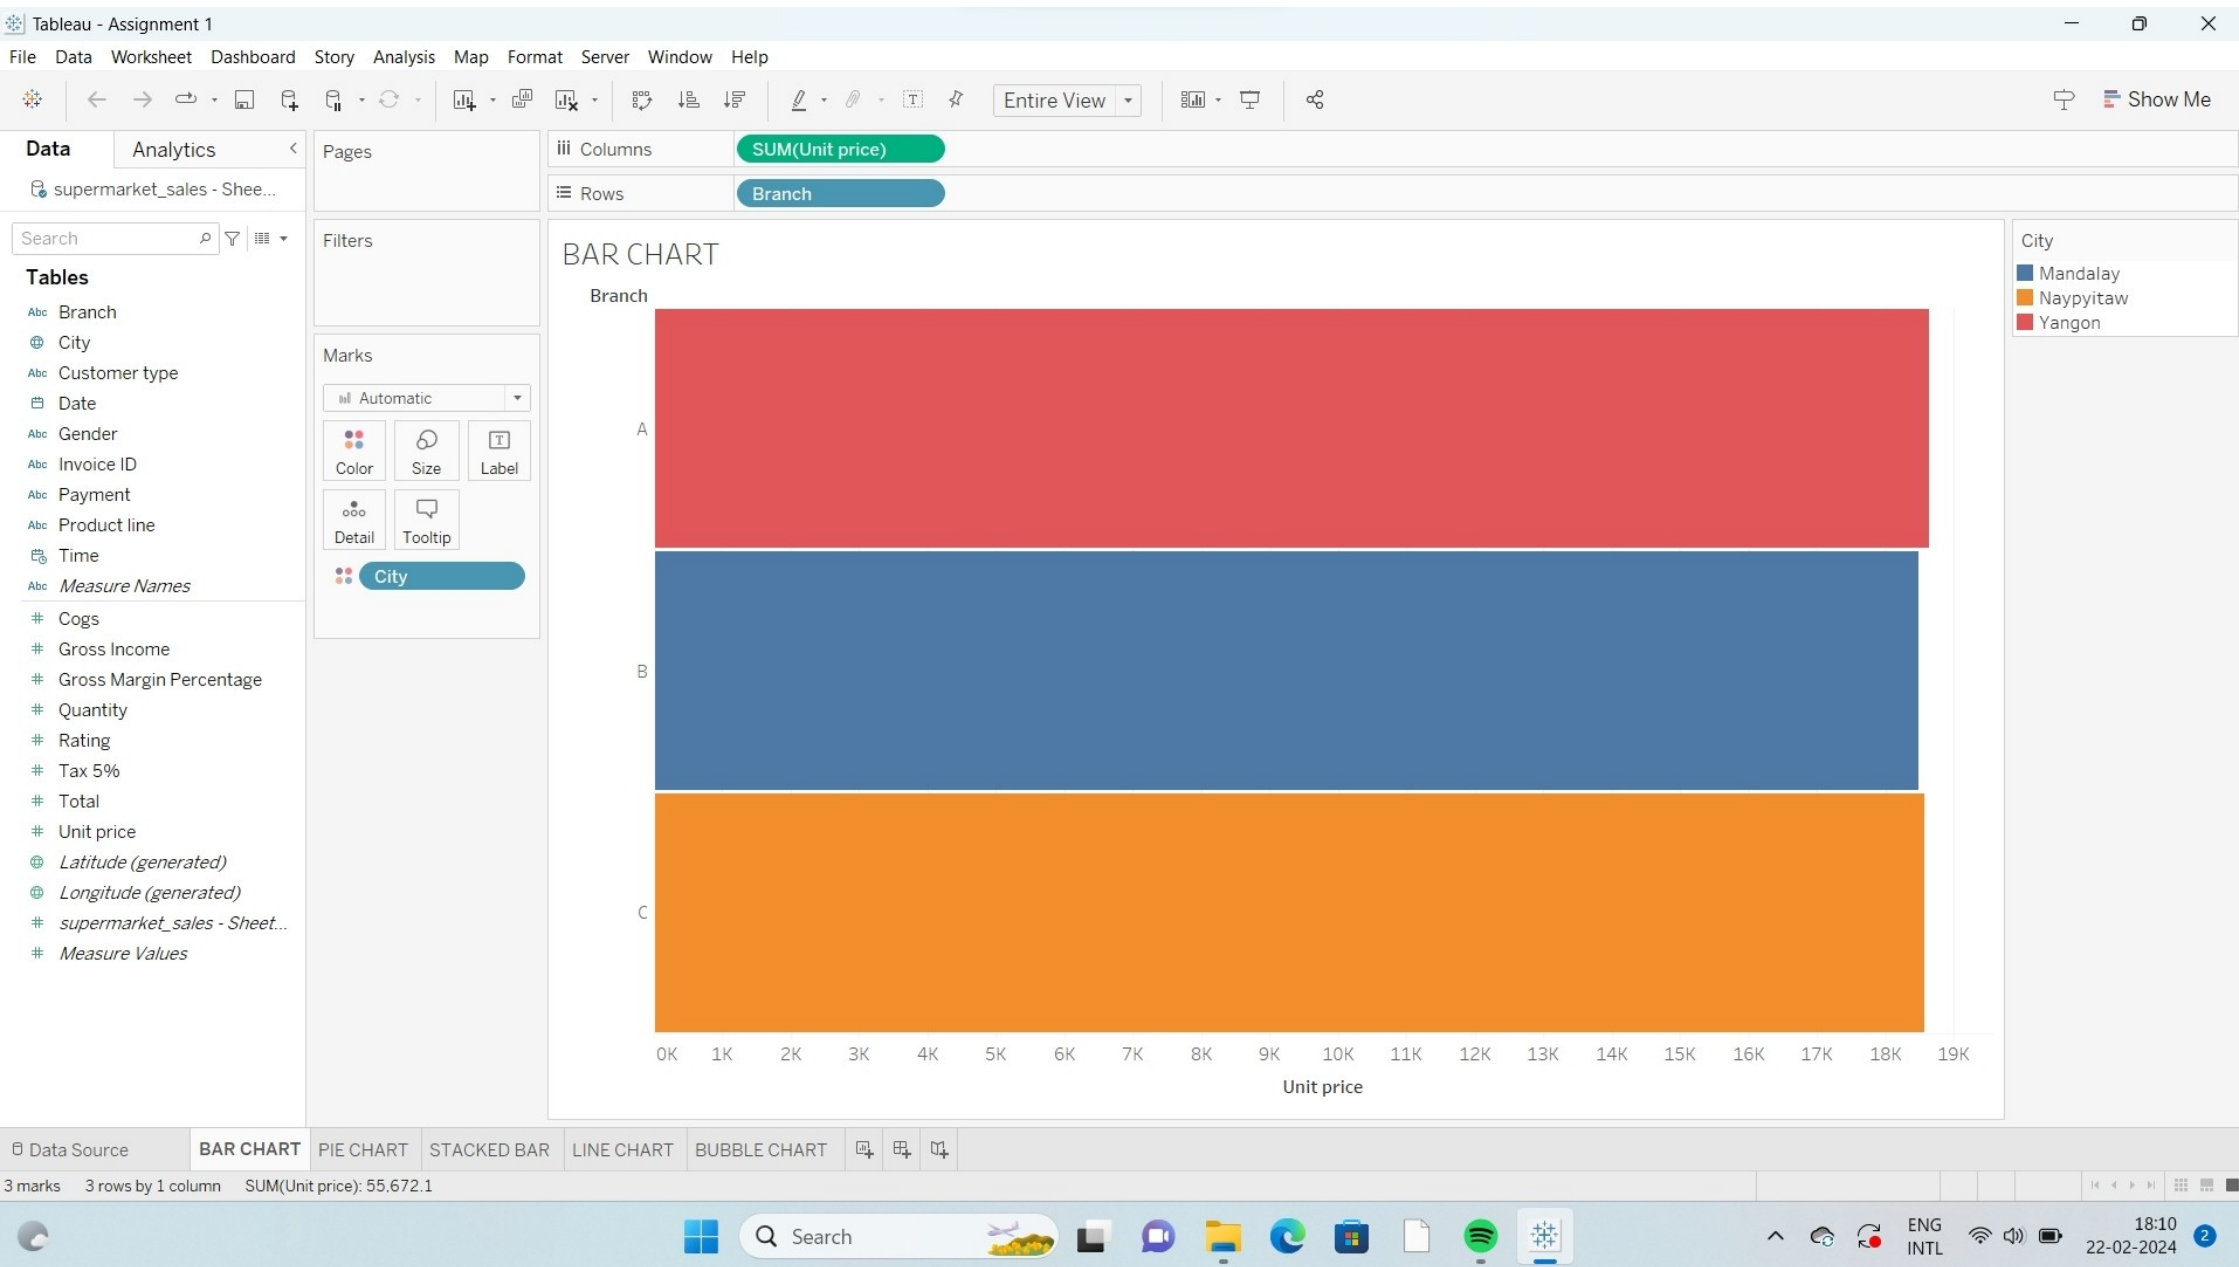 Tableau - Assignment 1
File Data Worksheet Dashboard Story Analysis Map Format Server Window Help
Entire View
Show Me
Data Analytics
supermarket_sales - Shee...
Search
Tables
Abc Branch
City
Abc Customer type
Date
Abc Gender
Abc Invoice ID
Abc Payment
Abc Product line
Time
Abc Measure Names
# Cogs
# Gross Income
# Gross Margin Percentage
# Quantity
# Rating
# Tax 5%
# Total
# Unit price
Latitude (generated)
Longitude (generated)
# supermarket_sales - Sheet...
# Measure Values
Pages
Filters
Marks
Automatic
Color Size Label
Detail Tooltip
City
Columns SUM(Unit price)
Rows Branch
BAR CHART
Branch
A
B
C
0K 1K 2K 3K 4K 5K 6K 7K 8K 9K 10K 11K 12K 13K 14K 15K 16K 17K 18K 19K
Unit price
City
Mandalay
Naypyitaw
Yangon
Data Source BAR CHART PIE CHART STACKED BAR LINE CHART BUBBLE CHART
3 marks 3 rows by 1 column SUM(Unit price): 55,672.1
Search
ENG
INTL
18:10
22-02-2024
2